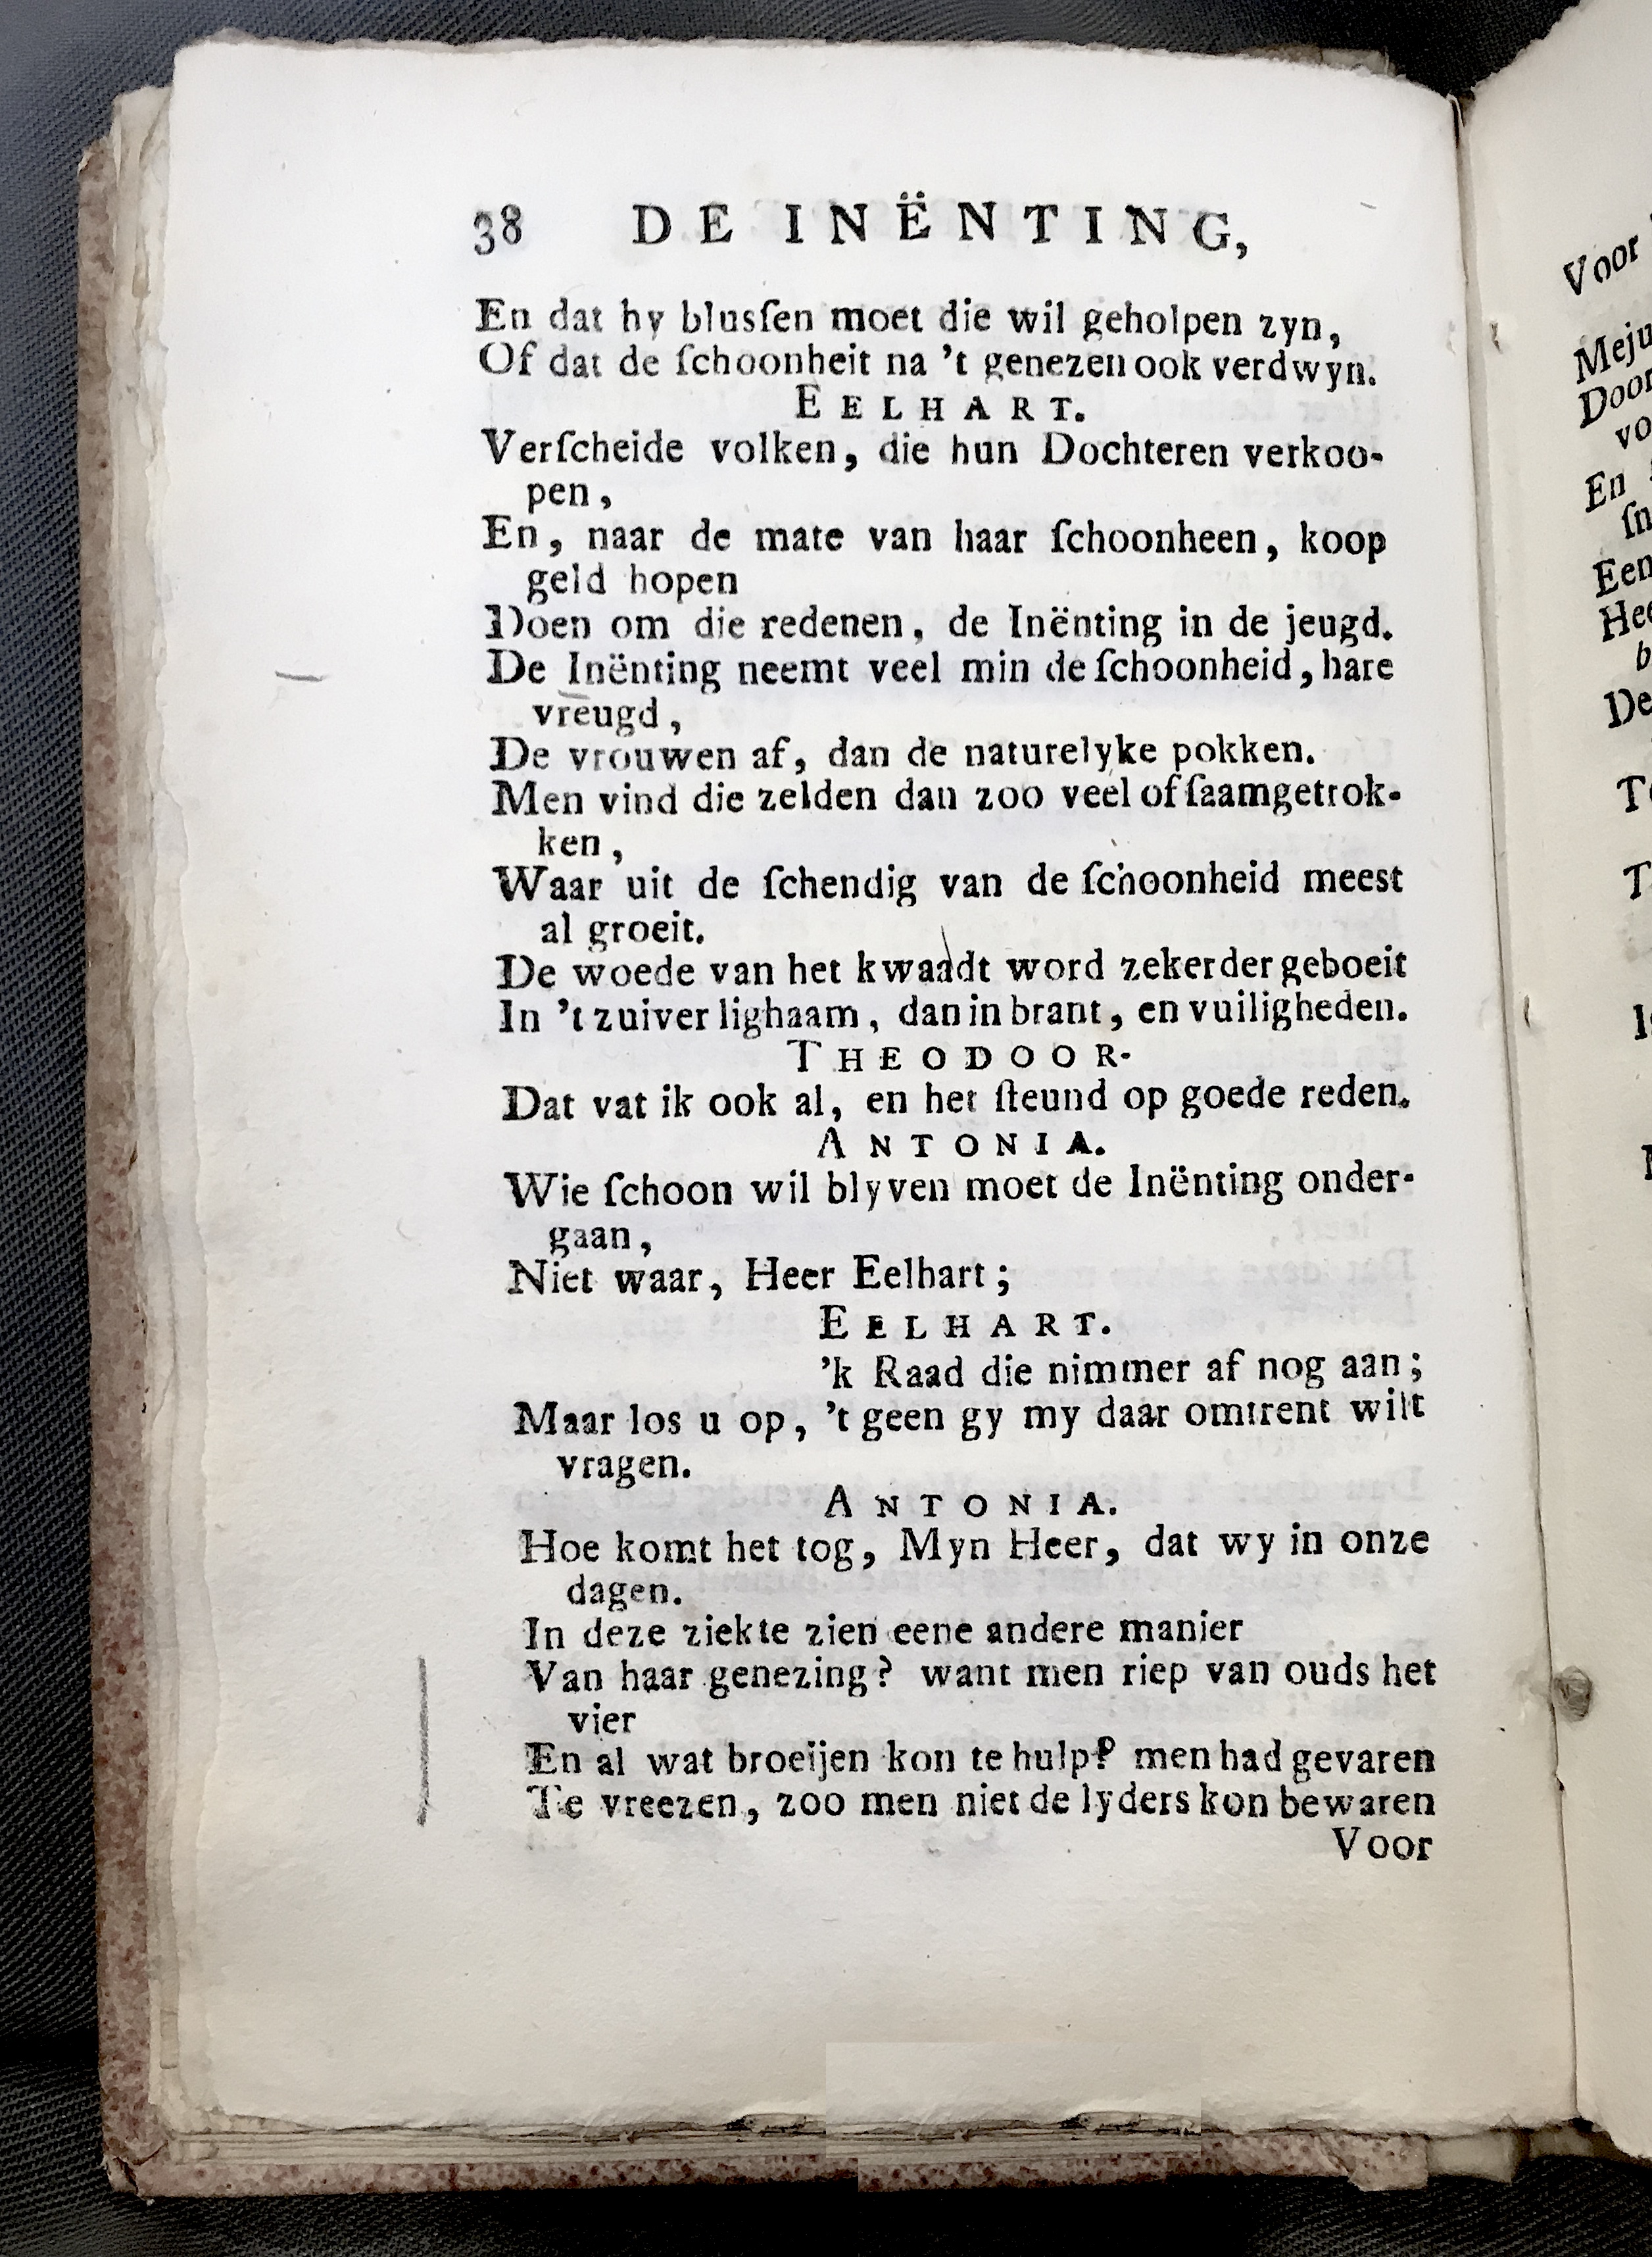 38 DE INËNTING,
En dat hy blusſen moet die wil geholpen zyn,
Of dat de ſchoonheit na 't genezen ook verdwyn.
EELHART.
Verſcheide volken, die hun Dochteren verkoo-
pen,
En, naar de mate van haar ſchoonheen, koop
geld hopen
Doen om die redenen, de Inënting in de jeugd.
De Inënting neemt veel min de ſchoonheid, hare
vreugd,
De vrouwen af, dan de naturelyke pokken.
Men vind die zelden dan zoo veel of ſaamgetrok-
ken,
Waar uit de ſchendig van de ſchoonheid meest
al groeit.
De woede van het kwaadt word zekerder geboeit
In 't zuiver lighaam, dan in brant, en vuiligheden.
THEODOOR.
Dat vat ik ook al, en het ſteund op goede reden.
ANTONIA.
Wie ſchoon wil blyven moet de Inënting onder-
gaan,
Niet waar, Heer Eelhart;
EELHART.
'k Raad die nimmer af nog aan;
Maar los u op, 't geen gy my daar omtrent wilt
vragen.
ANTONIA.
Hoe komt het tog, Myn Heer, dat wy in onze
dagen.
In deze ziekte zien eene andere manier
Van haar genezing? want men riep van ouds het
vier
En al wat broeijen kon te hulp? men had gevaren
Te vreezen, zoo men niet de lyders kon bewaren
Voor
Voor
Meju
Door
vo
En
ſn
Een
Hee
b
De